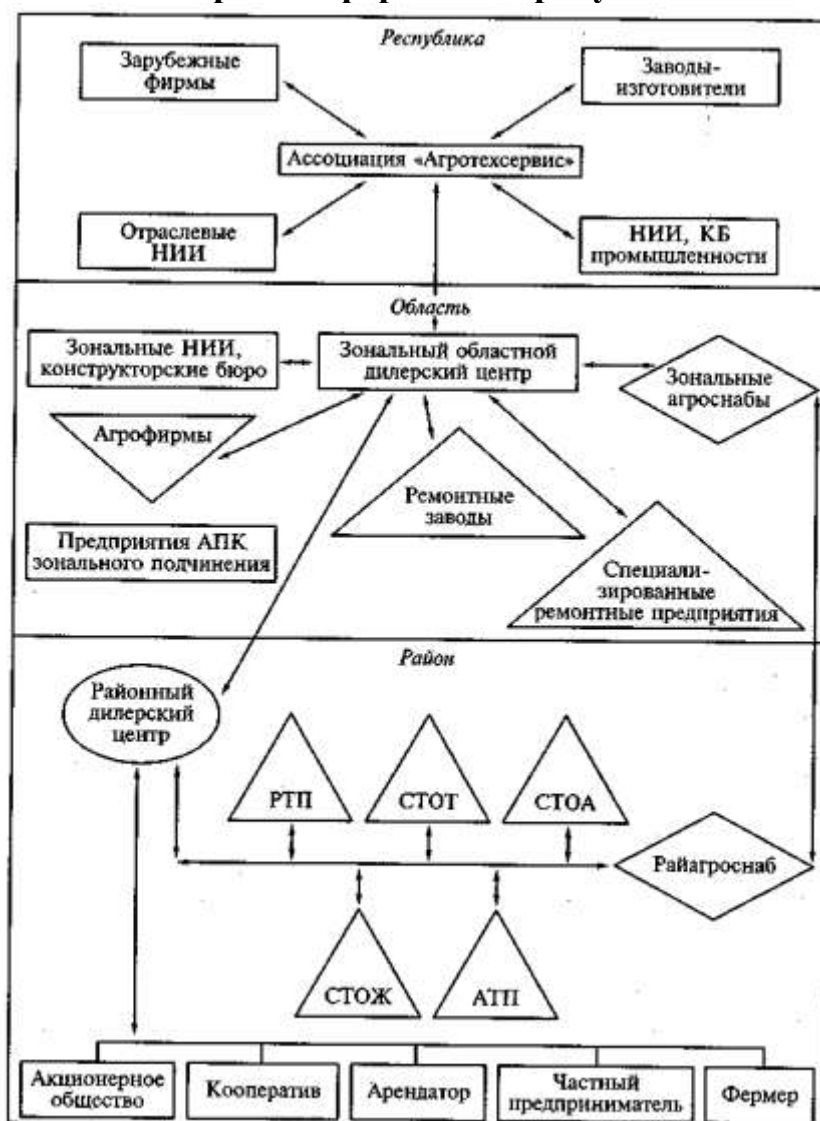 Республика
Зарубежные
фирмы
Заводы-
изготовители
Ассоциация «Агротехсервис»
Отраслевые
НИИ
НИИ, КБ
промышленности
Область
Зональные НИИ,
конструкторские бюро
Зональный областной
дилерский центр
Зональные
агроснабы
Агрофирмы
Ремонтные
заводы
Предприятия АПК
зонального подчинения
Специали-
зированные
ремонтные предприятия
Район
Районный
дилерский
центр
РТП
СТОТ
СТОА
Райагроснаб
СТОЖ
АТП
Акционерное
общество
Кооператив
Арендатор
Частный
предприниматель
Фермер